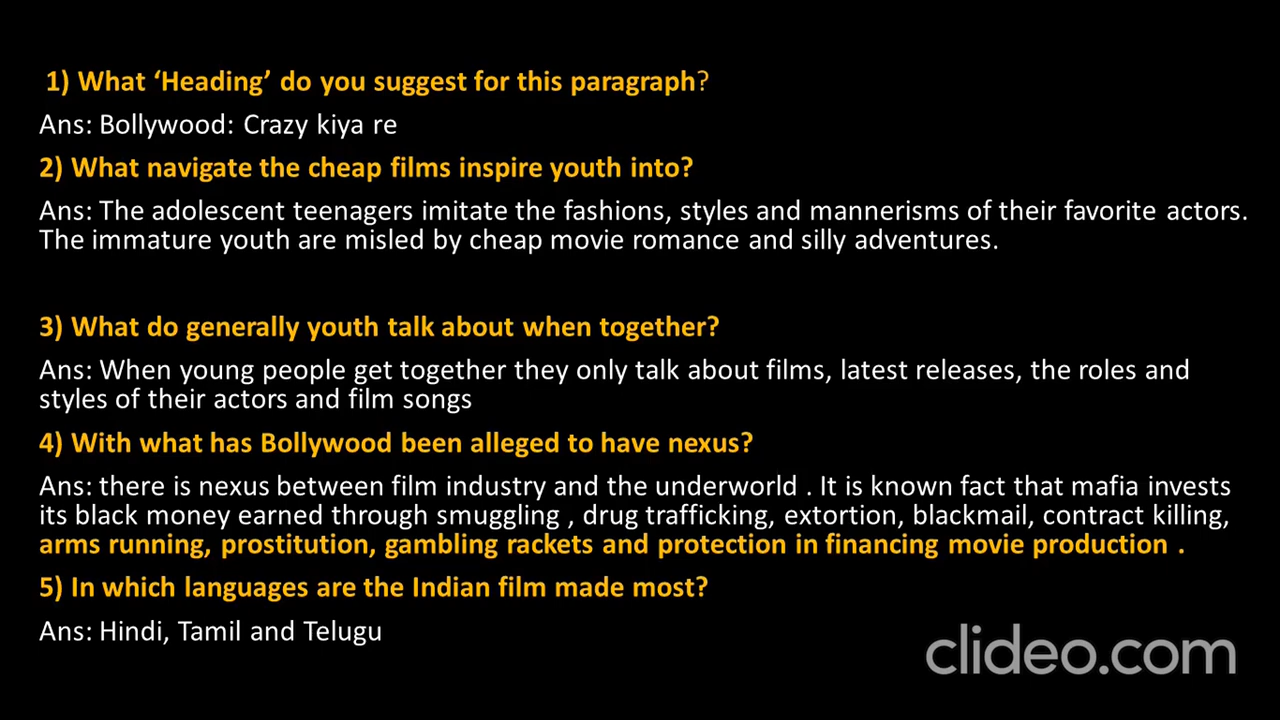 1) What ‘Heading’ do you suggest for this paragraph?
Ans: Bollywood: Crazy kiya re
2) What navigate the cheap films inspire youth into?
Ans: The adolescent teenagers imitate the fashions, styles and mannerisms of their favorite actors.
The immature youth are misled by cheap movie romance and silly adventures.
3) What do generally youth talk about when together?
Ans: When young people get together they only talk about films, latest releases, the roles and
styles of their actors and film songs
4) With what has Bollywood been alleged to have nexus?
Ans: there is nexus between film industry and the underworld . It is known fact that mafia invests
its black money earned through smuggling , drug trafficking, extortion, blackmail, contract killing,
arms running, prostitution, gambling rackets and protection in financing movie production .
5) In which languages are the Indian film made most?
Ans: Hindi, Tamil and Telugu
clideo.com